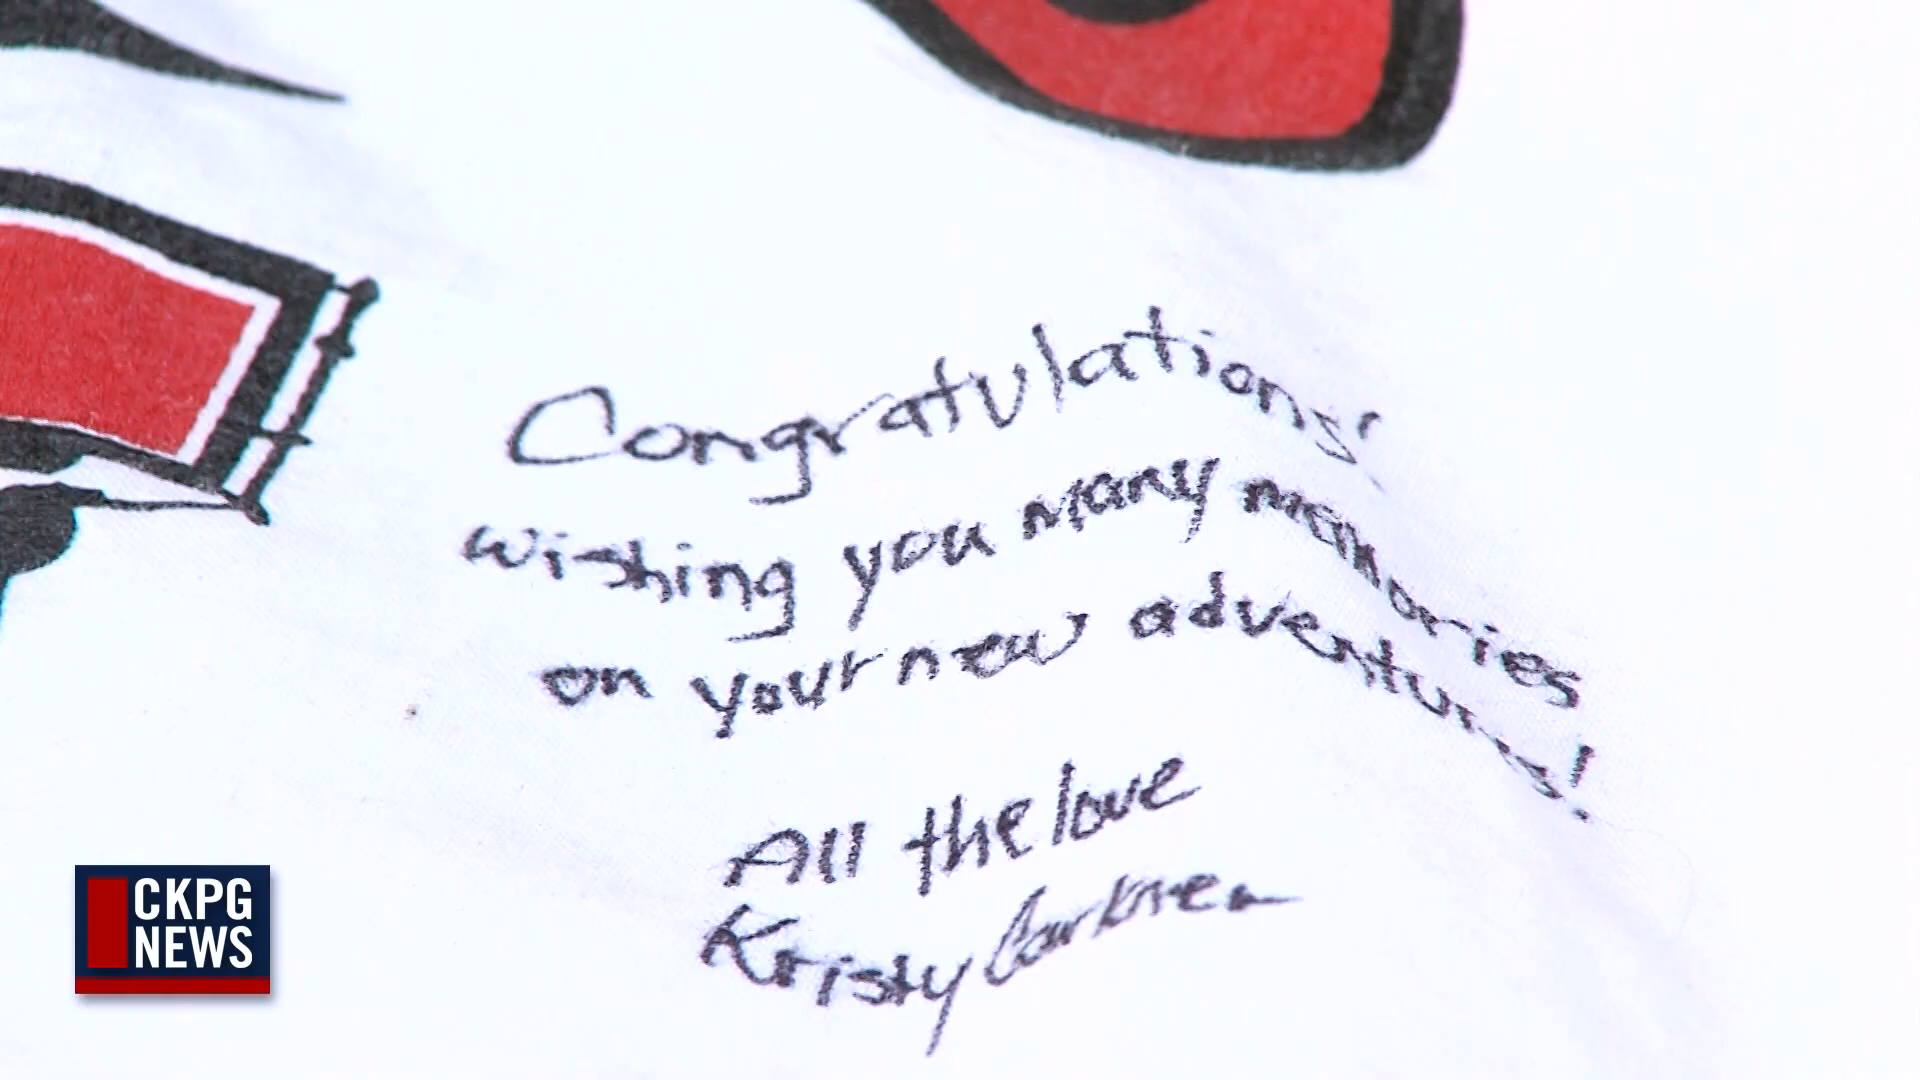 Congratulations!
wishing you many memories
on your new adventures!
All the love
Kristy
CKPG
NEWS